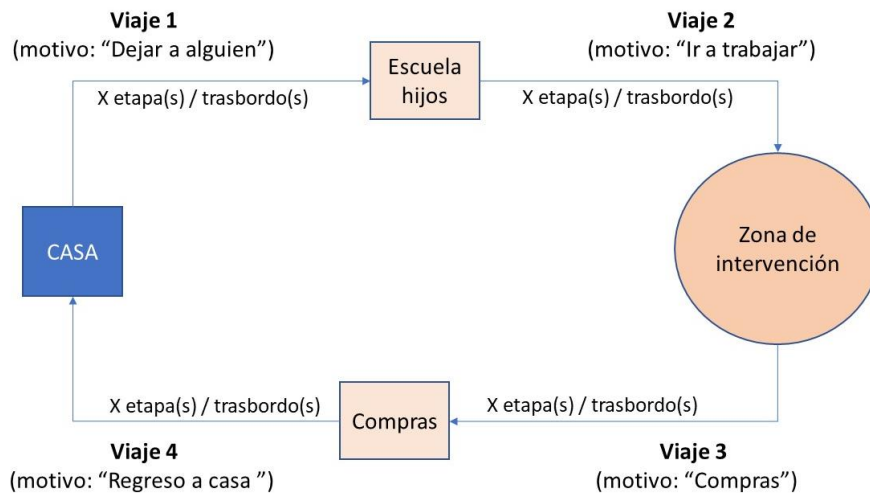 Viaje 1
(motivo: “Dejar a alguien”)
Viaje 2
(motivo: “Ir a trabajar”)
Escuela
hijos
X etapa(s) / trasbordo(s)
X etapa(s) / trasbordo(s)
CASA
Zona de
intervención
X etapa(s) / trasbordo(s)
Compras
X etapa(s) / trasbordo(s)
Viaje 4
(motivo: “Regreso a casa ”)
Viaje 3
(motivo: “Compras”)